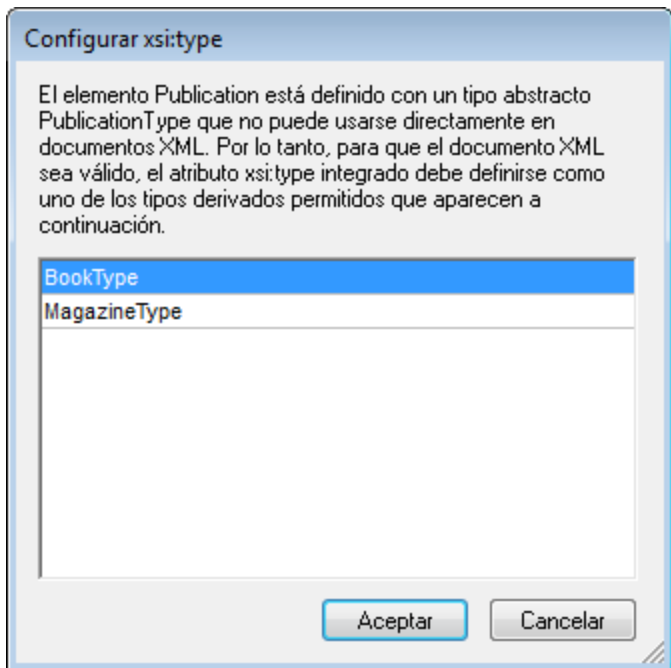 Configurar xsi:type
El elemento Publication está definido con un tipo abstracto
PublicationType que no puede usarse directamente en
documentos XML. Por lo tanto, para que el documento XML
sea válido, el atributo xsi:type integrado debe definirse como
uno de los tipos derivados permitidos que aparecen a
continuación.
BookType
MagazineType
Aceptar
Cancelar